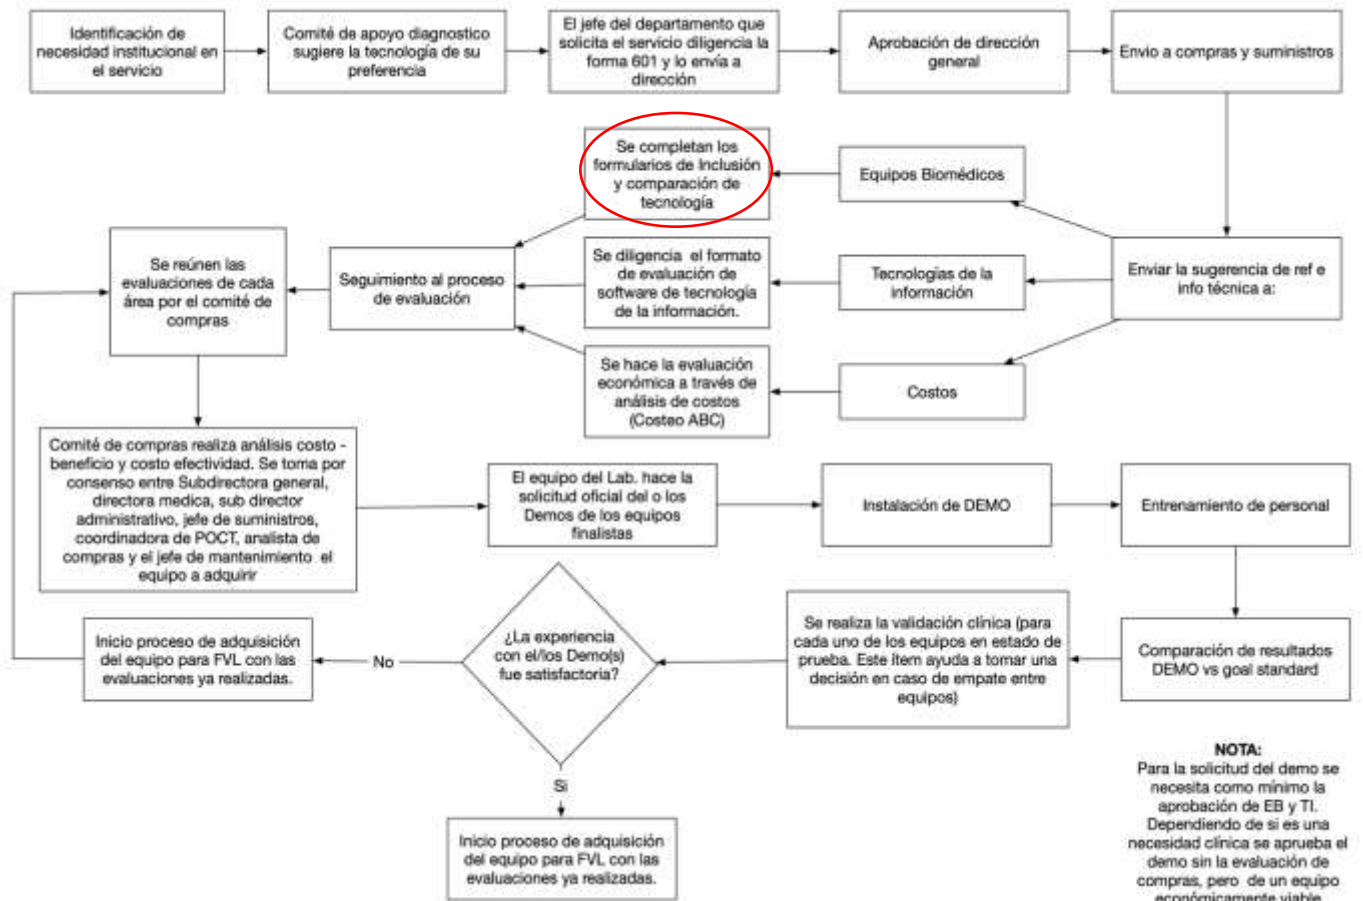 Identificación de
necesidad institucional en
el servicio
Comité de apoyo diagnostico
sugiere la tecnología de su
preferencia
El jefe del departamento que
solicita el servicio diligencia la
forma 601 y lo envía a
dirección
Aprobación de dirección
general
Envio a compras y suministros
Se completan los
formularios de Inclusión
y comparación de
tecnología
Equipos Biomédicos
Se reúnen las
evaluaciones de cada
área por el comité de
compras
Seguimiento al proceso
de evaluación
Se diligencia el formato
de evaluación de
software de tecnología
de la información.
Tecnologías de la
información
Enviar la sugerencia de ref e
info técnica a:
Se hace la evaluación
económica a través de
análisis de costos
(Costeo ABC)
Costos
Comité de compras realiza análisis costo -
beneficio y costo efectividad. Se toma por
consenso entre Subdirectora general,
directora medica, sub director
administrativo, jefe de suministros,
coordinadora de POCT, analista de
compras y el jefe de mantenimiento el
equipo a adquirir
El equipo del Lab. hace la
solicitud oficial del o los
Demos de los equipos
finalistas
Instalación de DEMO
Entrenamiento de personal
Inicio proceso de adquisición
del equipo para FVL con las
evaluaciones ya realizadas.
No
¿La experiencia
con el/los Demo(s)
fue satisfactoria?
Se realiza la validación clínica (para
cada uno de los equipos en estado de
prueba. Este ítem ayuda a tomar una
decisión en caso de empate entre
equipos)
Comparación de resultados
DEMO vs goal standard
Si
Inicio proceso de adquisición
del equipo para FVL con las
evaluaciones ya realizadas.
NOTA:
Para la solicitud del demo se
necesita como mínimo la
aprobación de EB y TI.
Dependiendo de si es una
necesidad clínica se aprueba el
demo sin la evaluación de
compras, pero de un equipo
económicamente viable